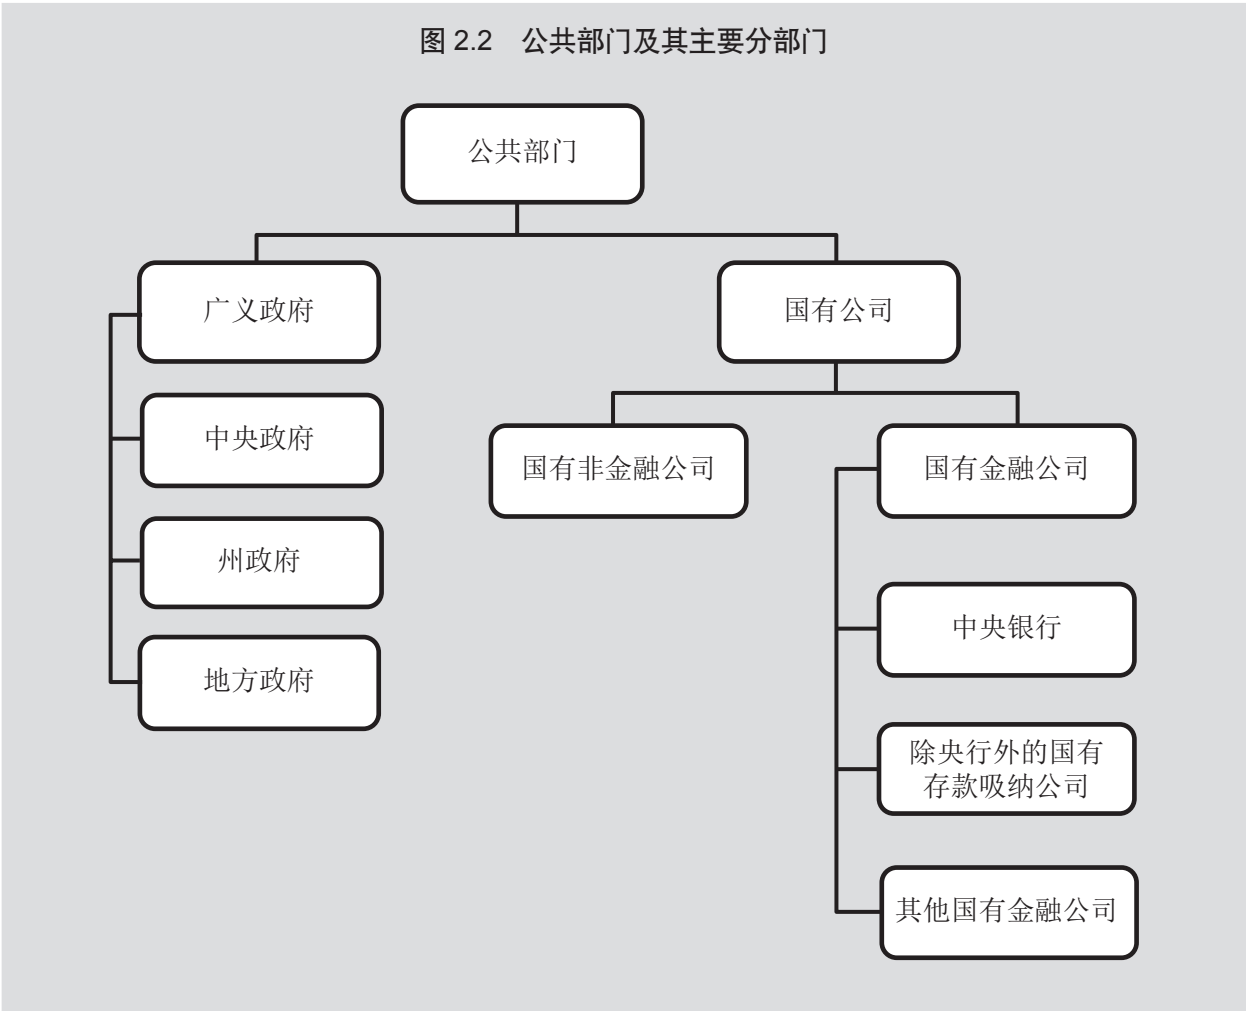 图 2.2 公共部门及其主要分部门
公共部门
广义政府
国有公司
中央政府
州政府
地方政府
国有非金融公司
国有金融公司
中央银行
除央行外的国有
存款吸纳公司
其他国有金融公司